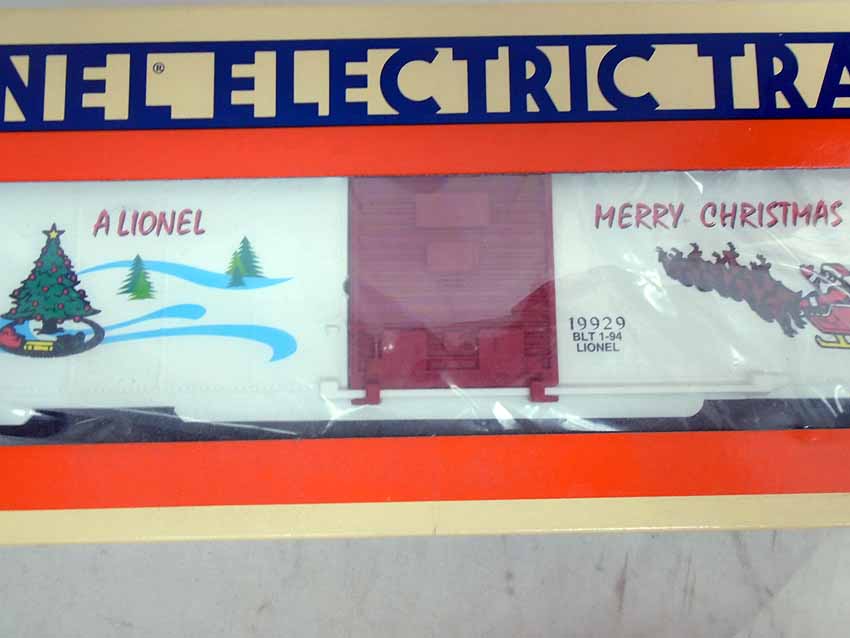 NEL® ELECTRIC TRA
A LIONEL
MERRY CHRISTMAS
19929
BLT 1-94
LIONEL